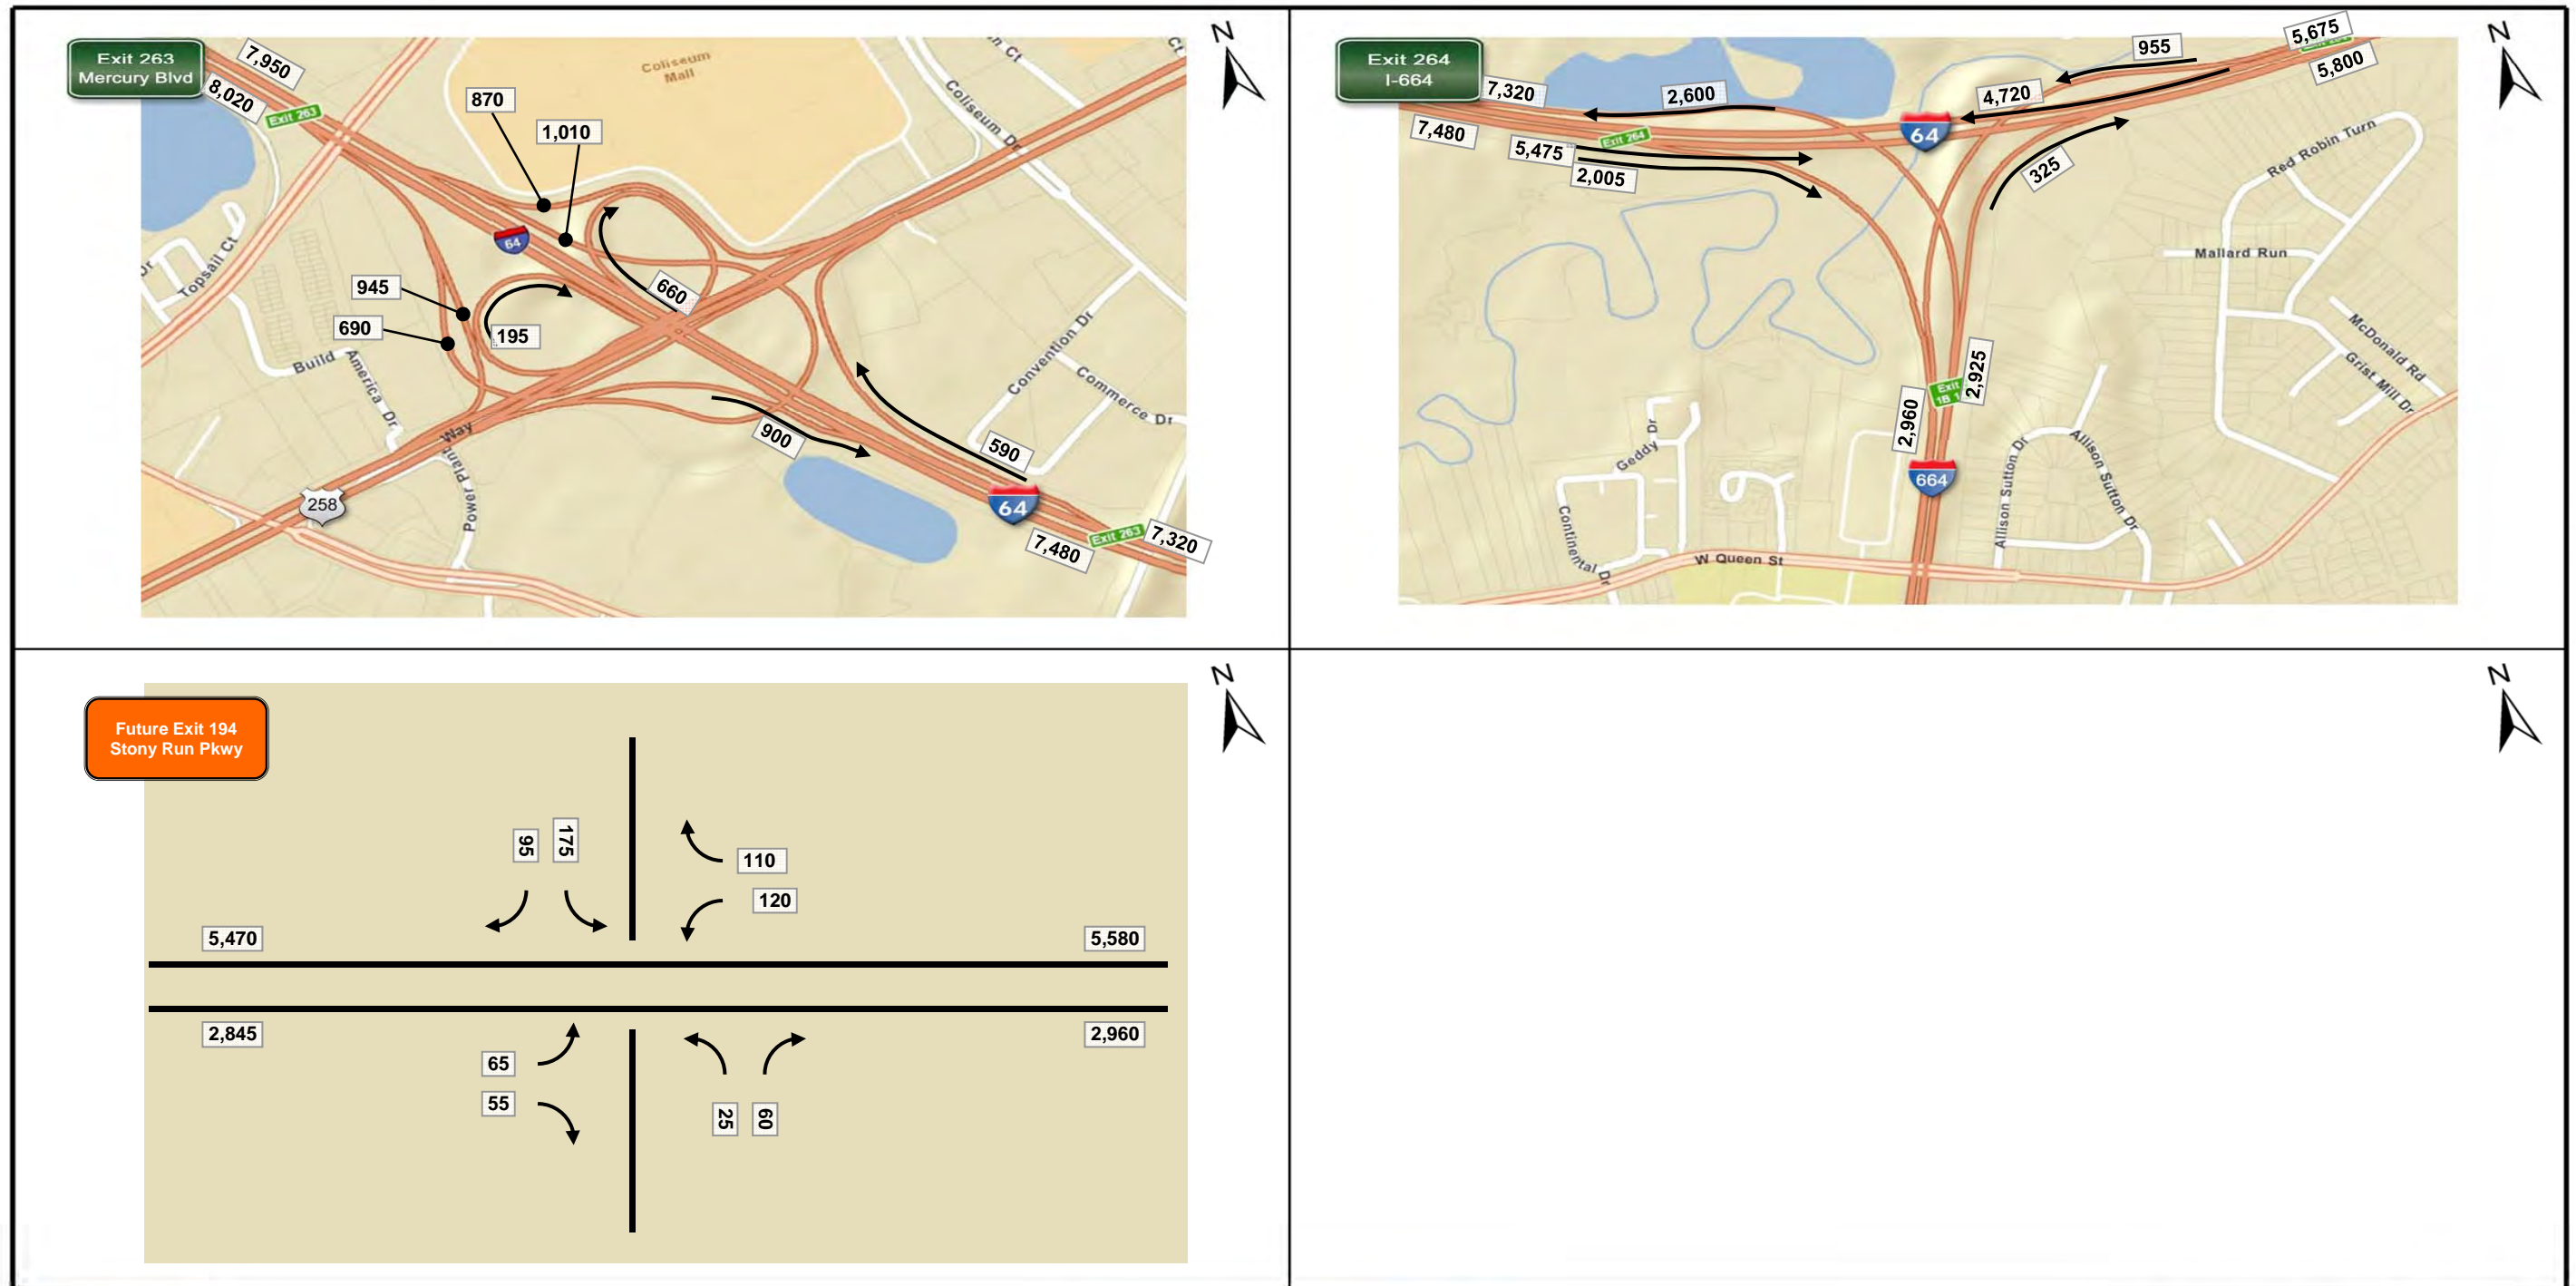 N
Exit 263
Mercury Blvd
7,950
8,020
Exit 263
Coliseum
Mall
n Ct
Ct
Coliseum Dr
870
1,010
64
Dr
Topsail Ct
945
690
195
660
Build America Dr
Convention Dr
Commerce Dr
900
590
Way
Power Plant
258
64
7,480
Exit 263
7,320
N
Exit 264
I-664
7,320
7,480
2,600
Exit 264
5,475
2,005
64
955
4,720
5,675
5,800
325
Red Robin Turn
Mallard Run
McDonald Rd
Grist Mill Dr
2,925
2,960
Exit
1B 1
664
Geddy Dr
Continental Dr
Allison Sutton Dr
Allison Sutton Dr
W Queen St
N
Future Exit 194
Stony Run Pkwy
95
175
110
120
5,470
5,580
2,845
2,960
65
55
25
60
N